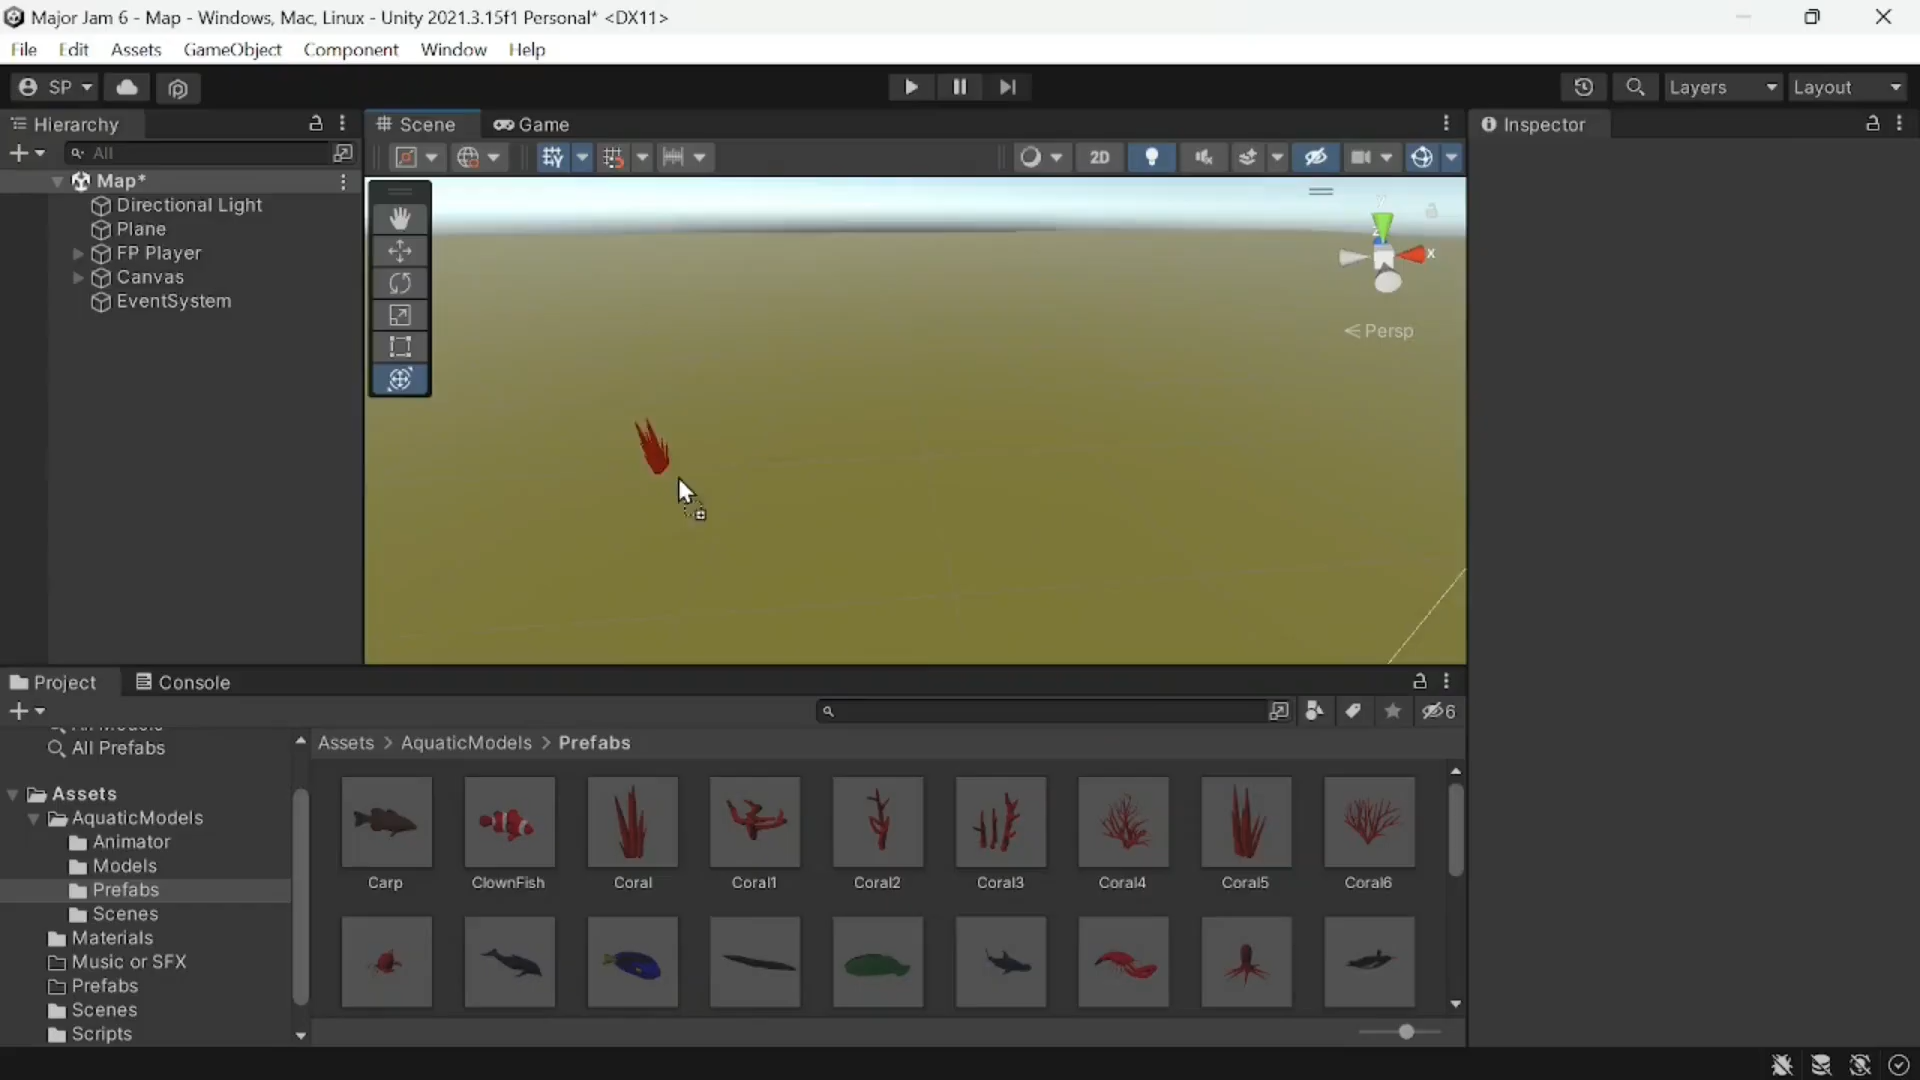 Major Jam 6 - Map - Windows, Mac, Linux - Unity 2021.3.15f1 Personal* <DX11>
File Edit Assets GameObject Component Window Help
SP Layers Layout
Hierarchy Scene Game Inspector
All 2D
Map*
Directional Light
Plane
FP Player
Canvas
EventSystem
z x
Persp
Project Console
6
All Prefabs
Assets > AquaticModels > Prefabs
Assets
AquaticModels
Animator
Models
Prefabs
Scenes
Materials
Music or SFX
Prefabs
Scenes
Scripts
Carp ClownFish Coral Coral1 Coral2 Coral3 Coral4 Coral5 Coral6